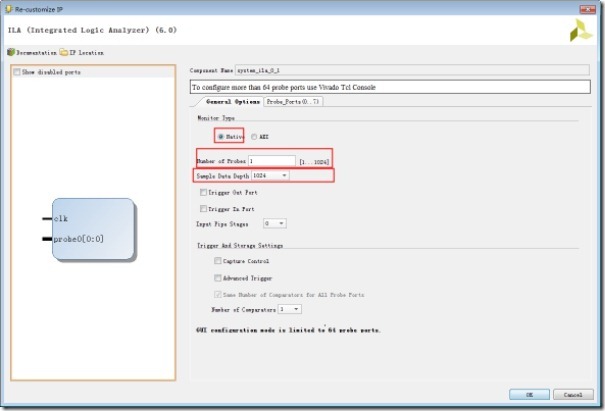 Re-customize IP
ILA (Integrated Logic Analyzer) (6.0)
Documentation IP Location
Show disabled ports
Component Name system_ila_0_1
To configure more than 64 probe ports use Vivado Tcl Console
General Options Probe_Ports(0..7)
Monitor Type
Native AXI
Number of Probes 1 [1...1024]
Sample Data Depth 1024
Trigger Out Port
Trigger In Port
Input Pipe Stages 0
clk
probe0[0:0]
Trigger And Storage Settings
Capture Control
Advanced Trigger
Same Number of Comparators for All Probe Ports
Number of Comparators 1
GUI configuration mode is limited to 64 probe ports.
OK Cancel